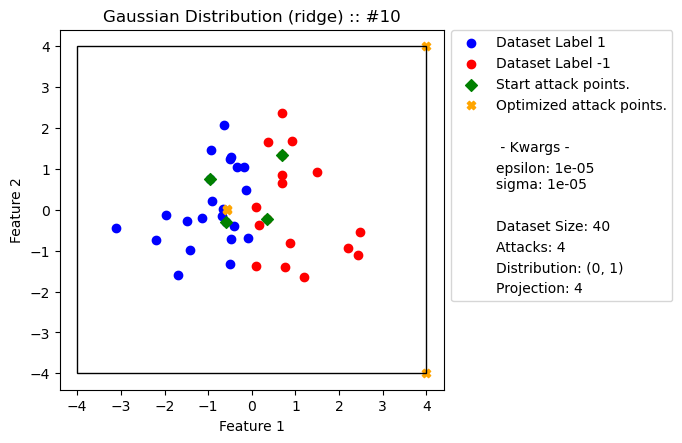 Gaussian Distribution (ridge) :: #10
4
3
2
1
0
−1
−2
−3
−4
Feature 2
−4 −3 −2 −1 0 1 2 3 4
Feature 1
Dataset Label 1
Dataset Label -1
Start attack points.
Optimized attack points.
- Kwargs -
epsilon: 1e-05
sigma: 1e-05
Dataset Size: 40
Attacks: 4
Distribution: (0, 1)
Projection: 4